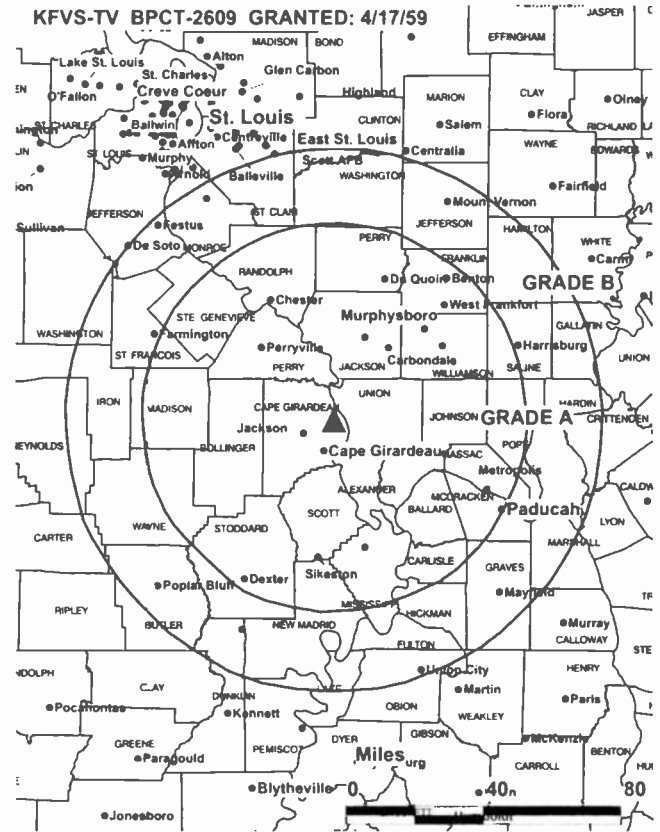 KFVS-TV BPCT-2609 GRANTED: 4/17/59
JASPER
MADISON
BOND
EFFINGHAM
Alton
Lake St. Louis
St. Charles
Glen Carbon
Creve Coeur
O'Fallon
Highland
CLAY
Olney
MARION
Flora
St. Louis
ST CHARLES
Ballwin
CLINTON
Salem
RICHLAND
Centreville
East St. Louis
WAYNE
EDWARDS
Affton
ST LOUIS
Murphy
Scott AFB
Centralia
Arnold
Belleville
WASHINGTON
Fairfield
Mount Vernon
JEFFERSON
ST CLAIR
JEFFERSON
Sullivan
Festus
HAMILTON
De Soto
MONROE
PERRY
WHITE
FRANKLIN
Carmi
RANDOLPH
Du Quoin
Benton
GRADE B
Chester
West Frankfort
STE GENEVIEVE
Murphysboro
GALLATIN
WASHINGTON
Farmington
Perryville
Harrisburg
ST FRANCOIS
Carbondale
UNION
PERRY
JACKSON
WILLIAMSON
SALINE
UNION
IRON
MADISON
CAPE GIRARDEAU
JOHNSON
GRADE A
HARDIN
CRITTENDEN
Jackson
POPE
BOLLINGER
Cape Girardeau
MASSAC
Metropolis
ALEXANDER
MCCRACKEN
SCOTT
BALLARD
Paducah
LYON
WAYNE
STODDARD
CARTER
MARSHALL
CARLISLE
GRAVES
Sikeston
Poplar Bluff
Dexter
Mayfield
RIPLEY
MISSISSIPPI
HICKMAN
BUTLER
NEW MADRID
Murray
CALLOWAY
FULTON
Union City
HENRY
CLAY
Martin
DUNKLIN
Paris
Pocahontas
Kennett
OBION
WEAKLEY
GREENE
PEMISCOT
DYER
GIBSON
McKenzie
Paragould
Miles
CARROLL
BENTON
Blytheville
0 40 80
Jonesboro